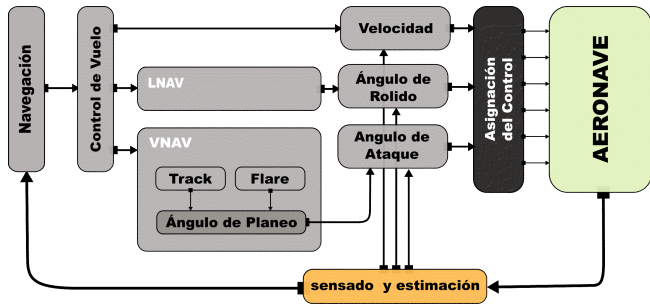 Navegación
Control de Vuelo
Velocidad
LNAV
Ángulo de
Rolido
VNAV
Track
Flare
Ángulo de Planeo
Angulo de
Ataque
Asignación
del Control
AERONAVE
sensado y estimación